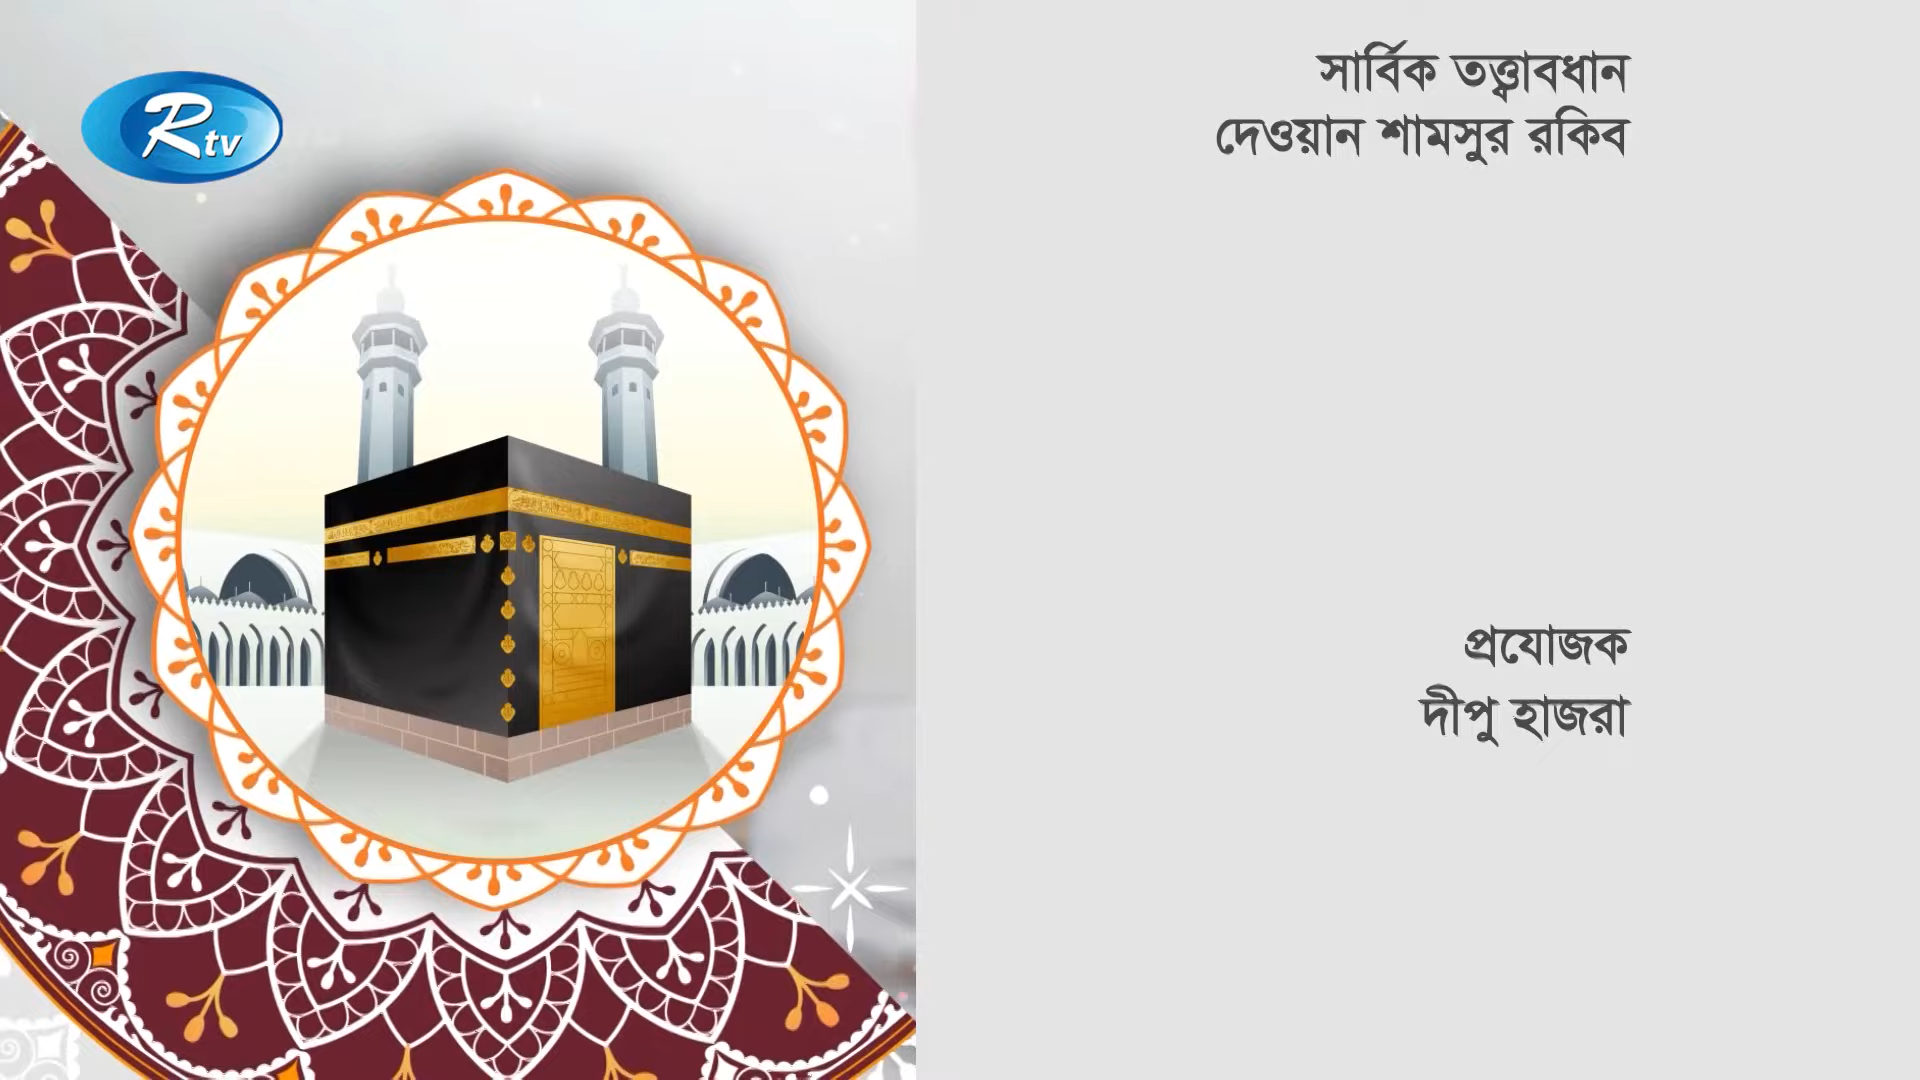 Rtv
সার্বিক তত্ত্বাবধান
দেওয়ান শামসুর রকিব
প্রযোজক
দীপু হাজরা